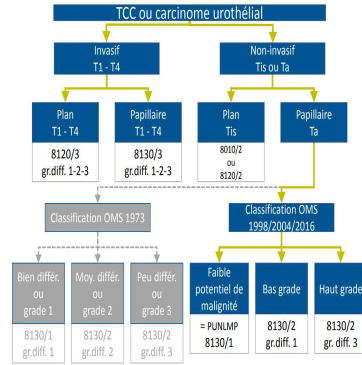 TCC ou carcinome urothélial
Invasif
T1 - T4
Non-invasif
Tis ou Ta
Plan
T1 - T4
8120/3
gr.diff. 1-2-3
Papillaire
T1 - T4
8130/3
gr.diff. 1-2-3
Plan
Tis
8010/2
ou
8120/2
Papillaire
Ta
Classification OMS 1973
Classification OMS
1998/2004/2016
Bien différ.
ou
grade 1
8130/2
gr.diff. 1
Moy. différ.
ou
grade 2
8130/2
gr.diff. 2
Peu différ.
ou
grade 3
8130/2
gr.diff. 3
Faible
potentiel de
malignité
= PUNLMP
8130/1
Bas grade
8130/2
gr.diff. 1
Haut grade
8130/2
gr.diff. 3